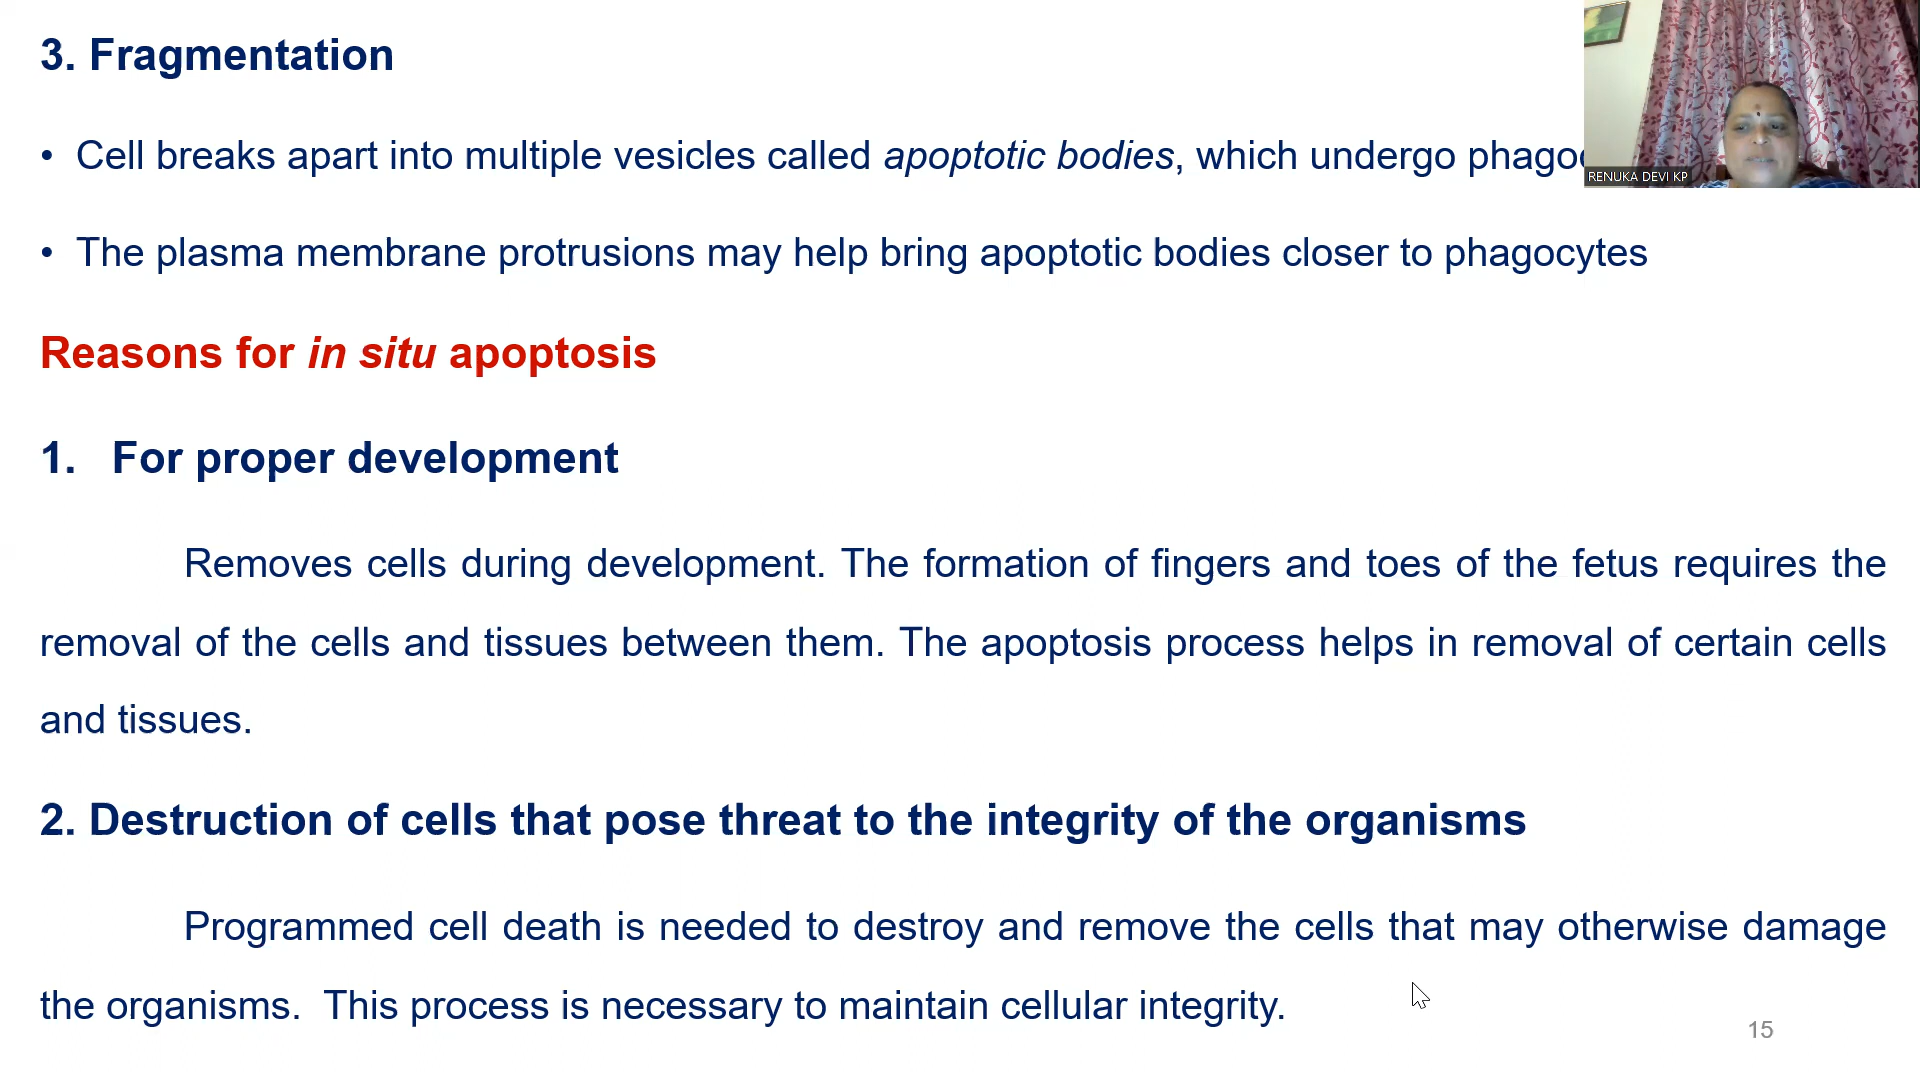 3. Fragmentation
• Cell breaks apart into multiple vesicles called apoptotic bodies, which undergo
RENUKA DEVI KP
• The plasma membrane protrusions may help bring apoptotic bodies closer to phagocytes
Reasons for in situ apoptosis
1. For proper development
Removes cells during development. The formation of fingers and toes of the fetus requires the
removal of the cells and tissues between them. The apoptosis process helps in removal of certain cells
and tissues.
2. Destruction of cells that pose threat to the integrity of the organisms
Programmed cell death is needed to destroy and remove the cells that may otherwise damage
the organisms. This process is necessary to maintain cellular integrity.
15